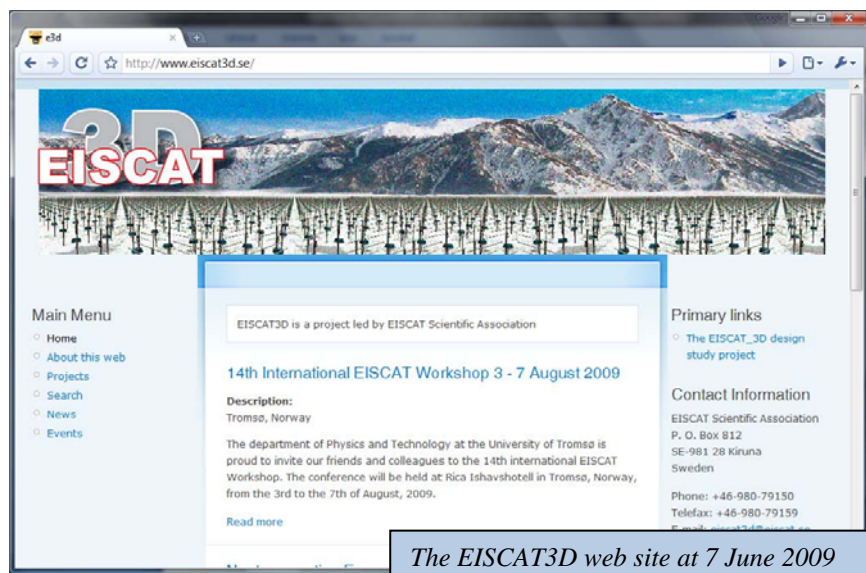 e3d
http://www.eiscat3d.se/
3D
EISCAT
Main Menu
Home
About this web
Projects
Search
News
Events
EISCAT3D is a project led by EISCAT Scientific Association
14th International EISCAT Workshop 3 - 7 August 2009
Description:
Tromsø, Norway
The department of Physics and Technology at the University of Tromsø is
proud to invite our friends and colleagues to the 14th international EISCAT
Workshop. The conference will be held at Rica Ishavshotell in Tromsø, Norway,
from the 3rd to the 7th of August, 2009.
Read more
Primary links
The EISCAT_3D design
study project
Contact Information
EISCAT Scientific Association
P. O. Box 812
SE-981 28 Kiruna
Sweden
Phone: +46-980-79150
Telefax: +46-980-79159
E-mail: eiscat3d@eiscat.se
The EISCAT3D web site at 7 June 2009